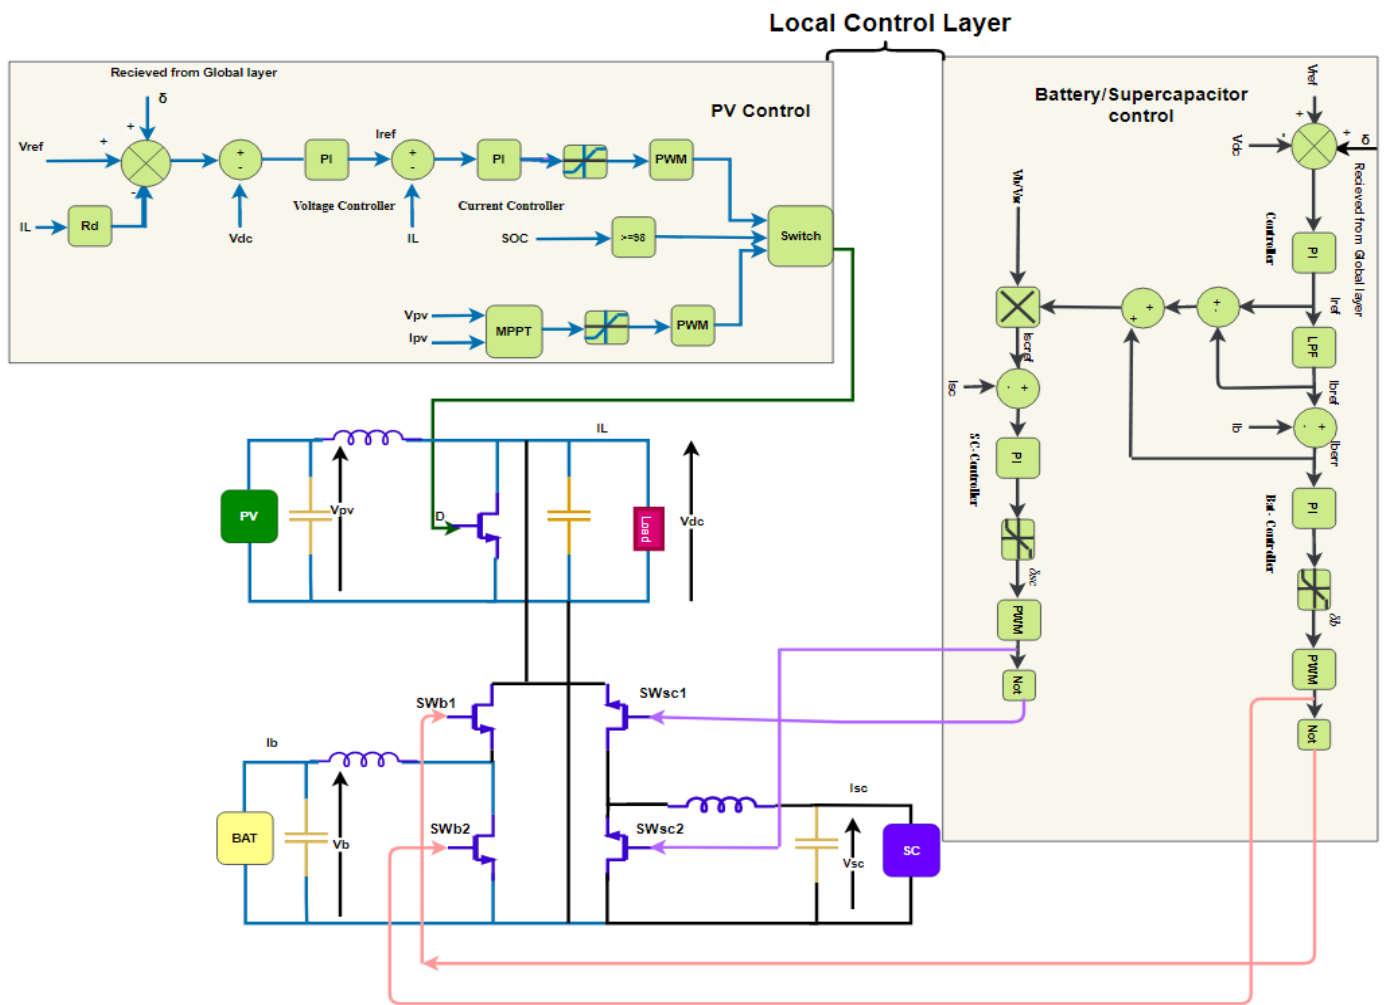 Local Control Layer
Recieved from Global layer
δ
PV Control
+
+
Vref
-
IL
Rd
+
-
Vdc
PI
Voltage Controller
Iref
+
-
IL
PI
Current Controller
PWM
SOC
>=98
Switch
Vpv
Ipv
MPPT
PWM
Battery/Supercapacitor
control
Vref
+
-
+
Vdc
δ
Recieved from Global layer
Controller
PI
Iref
LPF
Ibref
Ib
-
+
Iberr
Bat- Controller
PI
δb
PWM
Not
Vb/Vsc
+
-
+
+
Iscref
Isc
-
+
SC-Controller
PI
δsc
PWM
Not
PV
Vpv
D
IL
Load
Vdc
SWb1
SWsc1
Ib
BAT
Vb
SWb2
SWsc2
Isc
Vsc
SC